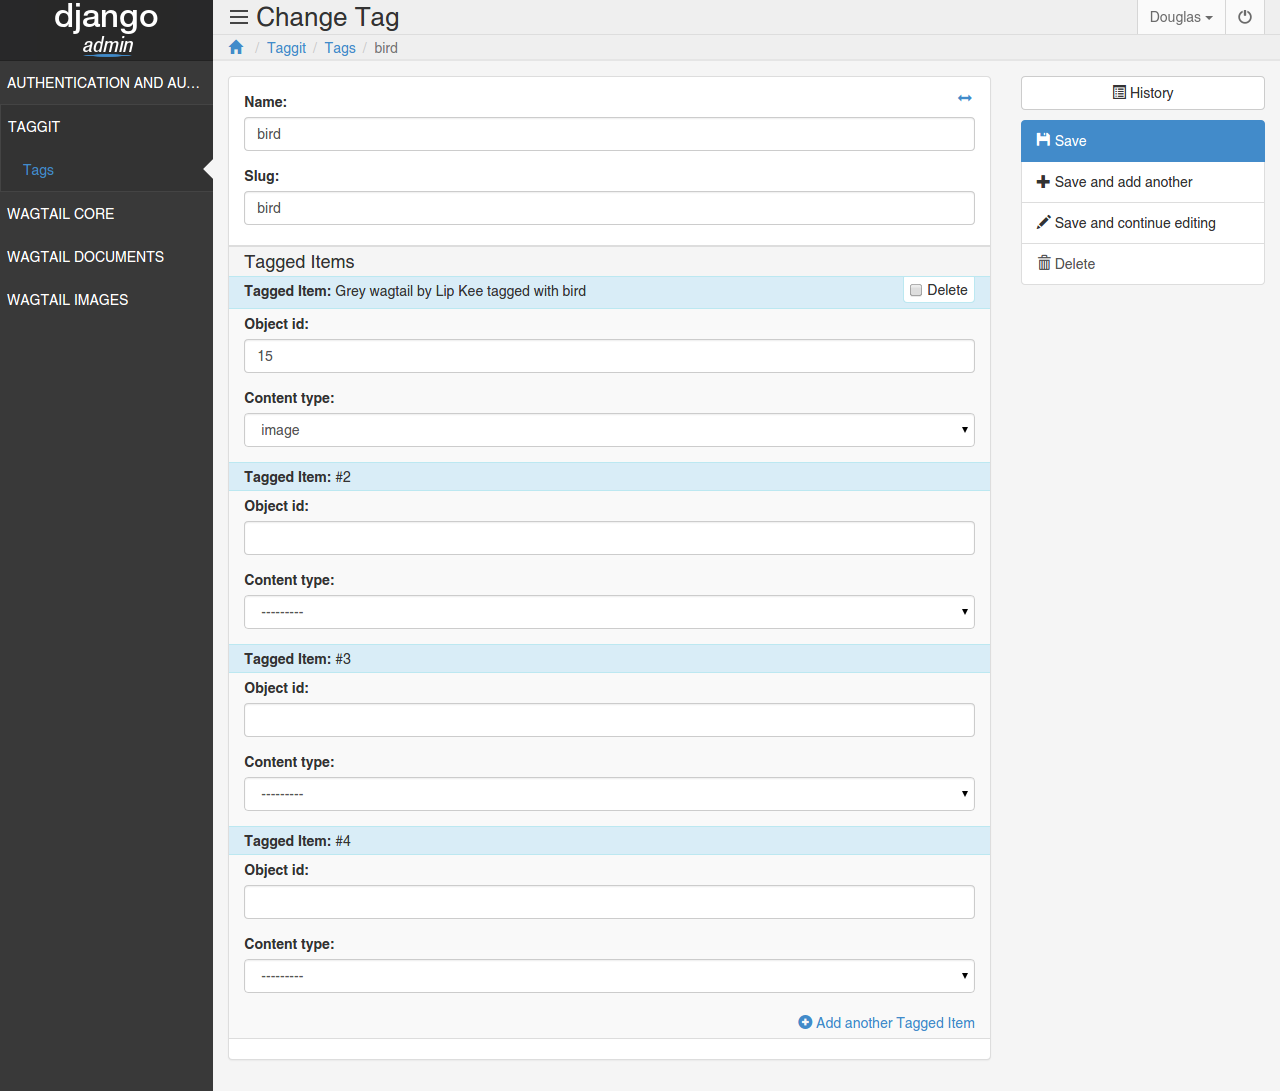 django
admin
AUTHENTICATION AND AU...
TAGGIT
Tags
WAGTAIL CORE
WAGTAIL DOCUMENTS
WAGTAIL IMAGES
Change Tag
Douglas
/ Taggit / Tags / bird
Name:
bird
Slug:
bird
Tagged Items
Tagged Item: Grey wagtail by Lip Kee tagged with bird
Delete
Object id:
15
Content type:
image
Tagged Item: #2
Object id:
Content type:
---------
Tagged Item: #3
Object id:
Content type:
---------
Tagged Item: #4
Object id:
Content type:
---------
Add another Tagged Item
History
Save
Save and add another
Save and continue editing
Delete